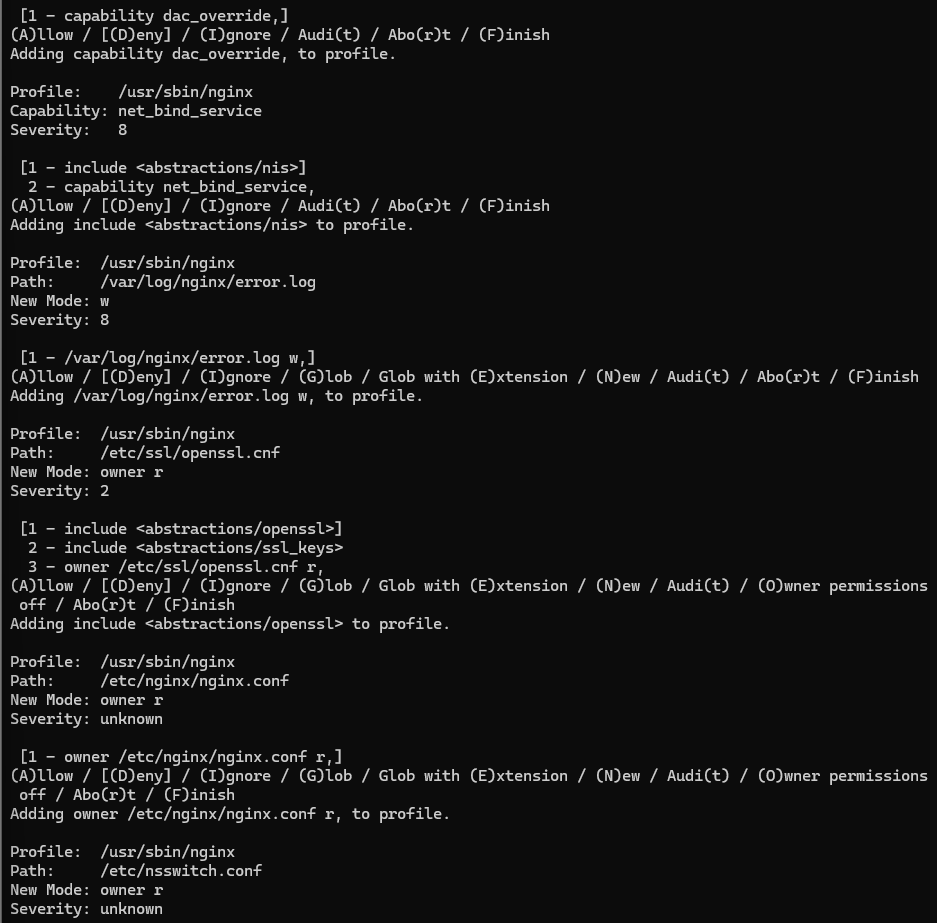 [1 - capability dac_override,]
(A)llow / [(D)eny] / (I)gnore / Audi(t) / Abo(r)t / (F)inish
Adding capability dac_override, to profile.

Profile:    /usr/sbin/nginx
Capability: net_bind_service
Severity:   8

 [1 - include <abstractions/nis>]
  2 - capability net_bind_service,
(A)llow / [(D)eny] / (I)gnore / Audi(t) / Abo(r)t / (F)inish
Adding include <abstractions/nis> to profile.

Profile:  /usr/sbin/nginx
Path:     /var/log/nginx/error.log
New Mode: w
Severity: 8

 [1 - /var/log/nginx/error.log w,]
(A)llow / [(D)eny] / (I)gnore / (G)lob / Glob with (E)xtension / (N)ew / Audi(t) / Abo(r)t / (F)inish
Adding /var/log/nginx/error.log w, to profile.

Profile:  /usr/sbin/nginx
Path:     /etc/ssl/openssl.cnf
New Mode: owner r
Severity: 2

 [1 - include <abstractions/openssl>]
  2 - include <abstractions/ssl_keys>
  3 - owner /etc/ssl/openssl.cnf r,
(A)llow / [(D)eny] / (I)gnore / (G)lob / Glob with (E)xtension / (N)ew / Audi(t) / (O)wner permissions
 off / Abo(r)t / (F)inish
Adding include <abstractions/openssl> to profile.

Profile:  /usr/sbin/nginx
Path:     /etc/nginx/nginx.conf
New Mode: owner r
Severity: unknown

 [1 - owner /etc/nginx/nginx.conf r,]
(A)llow / [(D)eny] / (I)gnore / (G)lob / Glob with (E)xtension / (N)ew / Audi(t) / (O)wner permissions
 off / Abo(r)t / (F)inish
Adding owner /etc/nginx/nginx.conf r, to profile.

Profile:  /usr/sbin/nginx
Path:     /etc/nsswitch.conf
New Mode: owner r
Severity: unknown